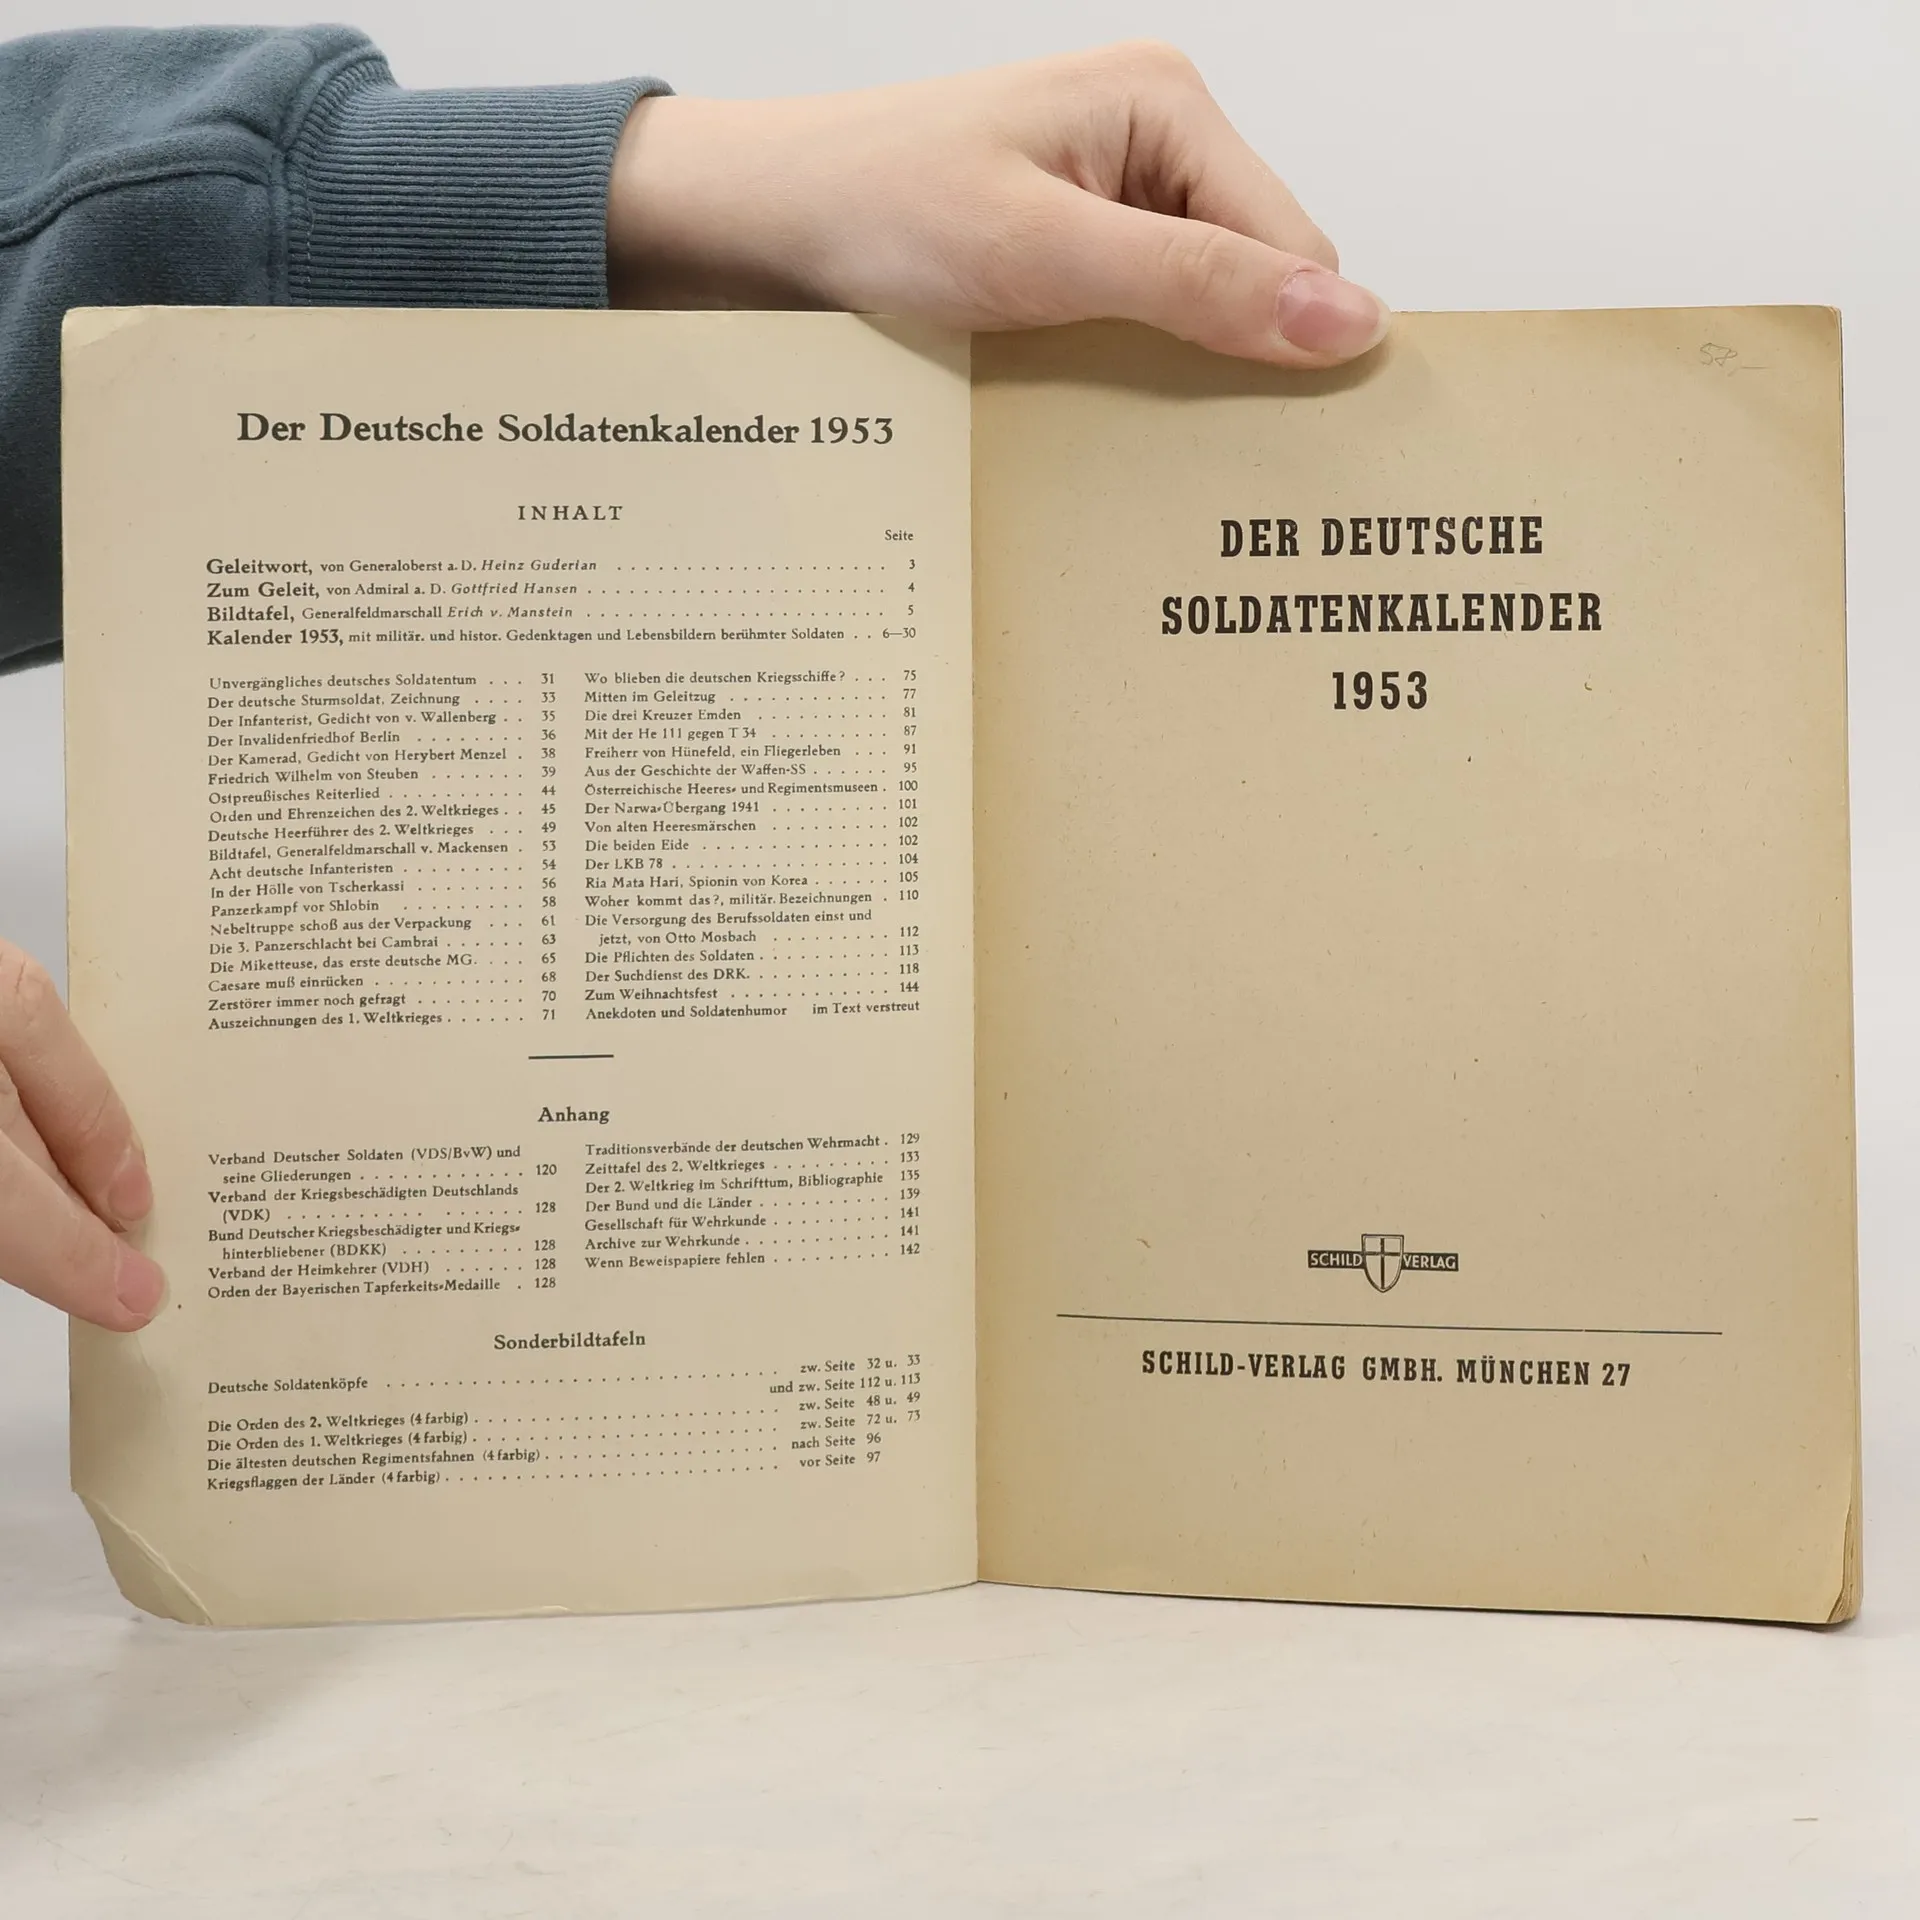 Der Deutsche Soldatenkalender 1953
INHALT
Seite
Geleitwort, von Generaloberst a. D. Heinz Guderian . . . . . . . . . . . . . . . . . . . 3
Zum Geleit, von Admiral a. D. Gottfried Hansen . . . . . . . . . . . . . . . . . . . . . 4
Bildtafel, Generalfeldmarschall Erich v. Manstein . . . . . . . . . . . . . . . . . . . . . 5
Kalender 1953, mit militär. und histor. Gedenktagen und Lebensbildern berühmter Soldaten . . 6—30
Unvergängliches deutsches Soldatentum . . . 31
Der deutsche Sturmsoldat, Zeichnung . . . . 33
Der Infanterist, Gedicht von v. Wallenberg . . 35
Der Invalidenfriedhof Berlin . . . . . . . . 36
Der Kamerad, Gedicht von Herybert Menzel . 38
Friedrich Wilhelm von Steuben . . . . . . . 39
Ostpreußisches Reiterlied . . . . . . . . . . 44
Orden und Ehrenzeichen des 2. Weltkrieges . . 45
Deutsche Heerführer des 2. Weltkrieges . . . 49
Bildtafel, Generalfeldmarschall v. Mackensen . 53
Acht deutsche Infanteristen . . . . . . . . . 54
In der Hölle von Tscherkassi . . . . . . . . 56
Panzerkampf vor Shlobin . . . . . . . . . 58
Nebeltruppe schoß aus der Verpackung . . . 61
Die 3. Panzerschlacht bei Cambrai . . . . . . 63
Die Miketteuse, das erste deutsche MG. . . . 65
Caesare muß einrücken . . . . . . . . . . . 68
Zerstörer immer noch gefragt . . . . . . . . 70
Auszeichnungen des 1. Weltkrieges . . . . . . 71
Wo blieben die deutschen Kriegsschiffe? . . . 75
Mitten im Geleitzug . . . . . . . . . . . . 77
Die drei Kreuzer Emden . . . . . . . . . . 81
Mit der He 111 gegen T 34 . . . . . . . . . 87
Freiherr von Hünefeld, ein Fliegerleben . . . 91
Aus der Geschichte der Waffen-SS . . . . . . 95
Österreichische Heeres- und Regimentsmuseen . 100
Der Narwa-Übergang 1941 . . . . . . . . . 101
Von alten Heeresmärschen . . . . . . . . . 102
Die beiden Eide . . . . . . . . . . . . . . 102
Der LKB 78 . . . . . . . . . . . . . . . . 104
Ria Mata Hari, Spionin von Korea . . . . . . 105
Woher kommt das?, militär. Bezeichnungen . 110
Die Versorgung des Berufssoldaten einst und
jetzt, von Otto Mosbach . . . . . . . . . 112
Die Pflichten des Soldaten . . . . . . . . . . 113
Der Suchdienst des DRK. . . . . . . . . . . 118
Zum Weihnachtsfest . . . . . . . . . . . . 144
Anekdoten und Soldatenhumor im Text verstreut
Anhang
Verband Deutscher Soldaten (VDS/BvW) und
seine Gliederungen . . . . . . . . . . . . 120
Verband der Kriegsbeschädigten Deutschlands
(VDK) . . . . . . . . . . . . . . . . 128
Bund Deutscher Kriegsbeschädigter und Kriegs-
hinterbliebener (BDKK) . . . . . . . . . 128
Verband der Heimkehrer (VDH) . . . . . . 128
Orden der Bayerischen Tapferkeits-Medaille . 128
Traditionsverbände der deutschen Wehrmacht . 129
Zeittafel des 2. Weltkrieges . . . . . . . . . 133
Der 2. Weltkrieg im Schrifttum, Bibliographie 135
Der Bund und die Länder . . . . . . . . . . 139
Gesellschaft für Wehrkunde . . . . . . . . . 141
Archive zur Wehrkunde . . . . . . . . . . . 141
Wenn Beweispapiere fehlen . . . . . . . . . 142
Sonderbildtafeln
Deutsche Soldatenköpfe . . . . . . . . . . . . . . . . . . . . . . . zw. Seite 32 u. 33
und zw. Seite 112 u. 113
Die Orden des 2. Weltkrieges (4 farbig) . . . . . . . . . . . . . . . . . . zw. Seite 48 u. 49
Die Orden des 1. Weltkrieges (4 farbig) . . . . . . . . . . . . . . . . . . zw. Seite 72 u. 73
Die ältesten deutschen Regimentsfahnen (4 farbig) . . . . . . . . . . . . . . nach Seite 96
Kriegsflaggen der Länder (4 farbig) . . . . . . . . . . . . . . . . . . . . vor Seite 97
DER DEUTSCHE
SOLDATENKALENDER
1953
SCHILD VERLAG
SCHILD-VERLAG GMBH. MÜNCHEN 27